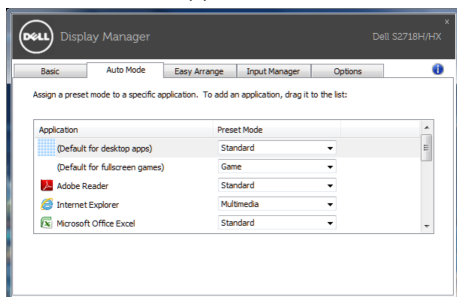 DELL Display Manager x Dell S2718H/HX
Basic Auto Mode Easy Arrange Input Manager Options i
Assign a preset mode to a specific application. To add an application, drag it to the list:
Application Preset Mode
(Default for desktop apps) Standard
(Default for fullscreen games) Game
Adobe Reader Standard
Internet Explorer Multimedia
Microsoft Office Excel Standard